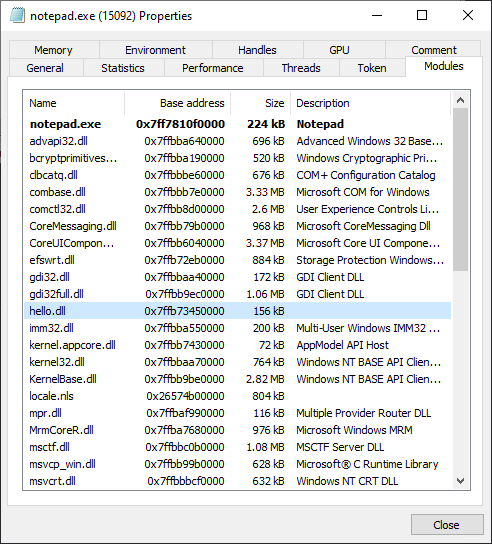 notepad.exe (15092) Properties
Memory Environment Handles GPU Comment
General Statistics Performance Threads Token Modules
Name Base address Size Description
notepad.exe 0x7ff7810f0000 224 kB Notepad
advapi32.dll 0x7ffbba640000 696 kB Advanced Windows 32 Base...
bcryptprimitives... 0x7ffbba190000 520 kB Windows Cryptographic Pri...
clbcatq.dll 0x7ffbbbe60000 676 kB COM+ Configuration Catalog
combase.dll 0x7ffbbb7e0000 3.33 MB Microsoft COM for Windows
comctl32.dll 0x7ffba8d00000 2.6 MB User Experience Controls Li...
CoreMessaging.dll 0x7ffbb79b0000 968 kB Microsoft CoreMessaging Dll
CoreUICompon... 0x7ffbb6040000 3.37 MB Microsoft Core UI Compone...
efswrt.dll 0x7ffb72eb0000 884 kB Storage Protection Windows...
gdi32.dll 0x7ffbbaa40000 172 kB GDI Client DLL
gdi32full.dll 0x7ffbb9ec0000 1.06 MB GDI Client DLL
hello.dll 0x7ffb73450000 156 kB
imm32.dll 0x7ffbba550000 200 kB Multi-User Windows IMM32 ...
kernel.appcore.dll 0x7ffbb7430000 72 kB AppModel API Host
kernel32.dll 0x7ffbbaa70000 764 kB Windows NT BASE API Clien...
KernelBase.dll 0x7ffbb9be0000 2.82 MB Windows NT BASE API Clien...
locale.nls 0x26574b00000 804 kB
mpr.dll 0x7ffbaf990000 116 kB Multiple Provider Router DLL
MrmCoreR.dll 0x7ffba7680000 976 kB Microsoft Windows MRM
msctf.dll 0x7ffbbc0b0000 1.08 MB MSCTF Server DLL
msvcp_win.dll 0x7ffbb99b0000 628 kB Microsoft® C Runtime Library
msvcrt.dll 0x7ffbbbcf0000 632 kB Windows NT CRT DLL
Close